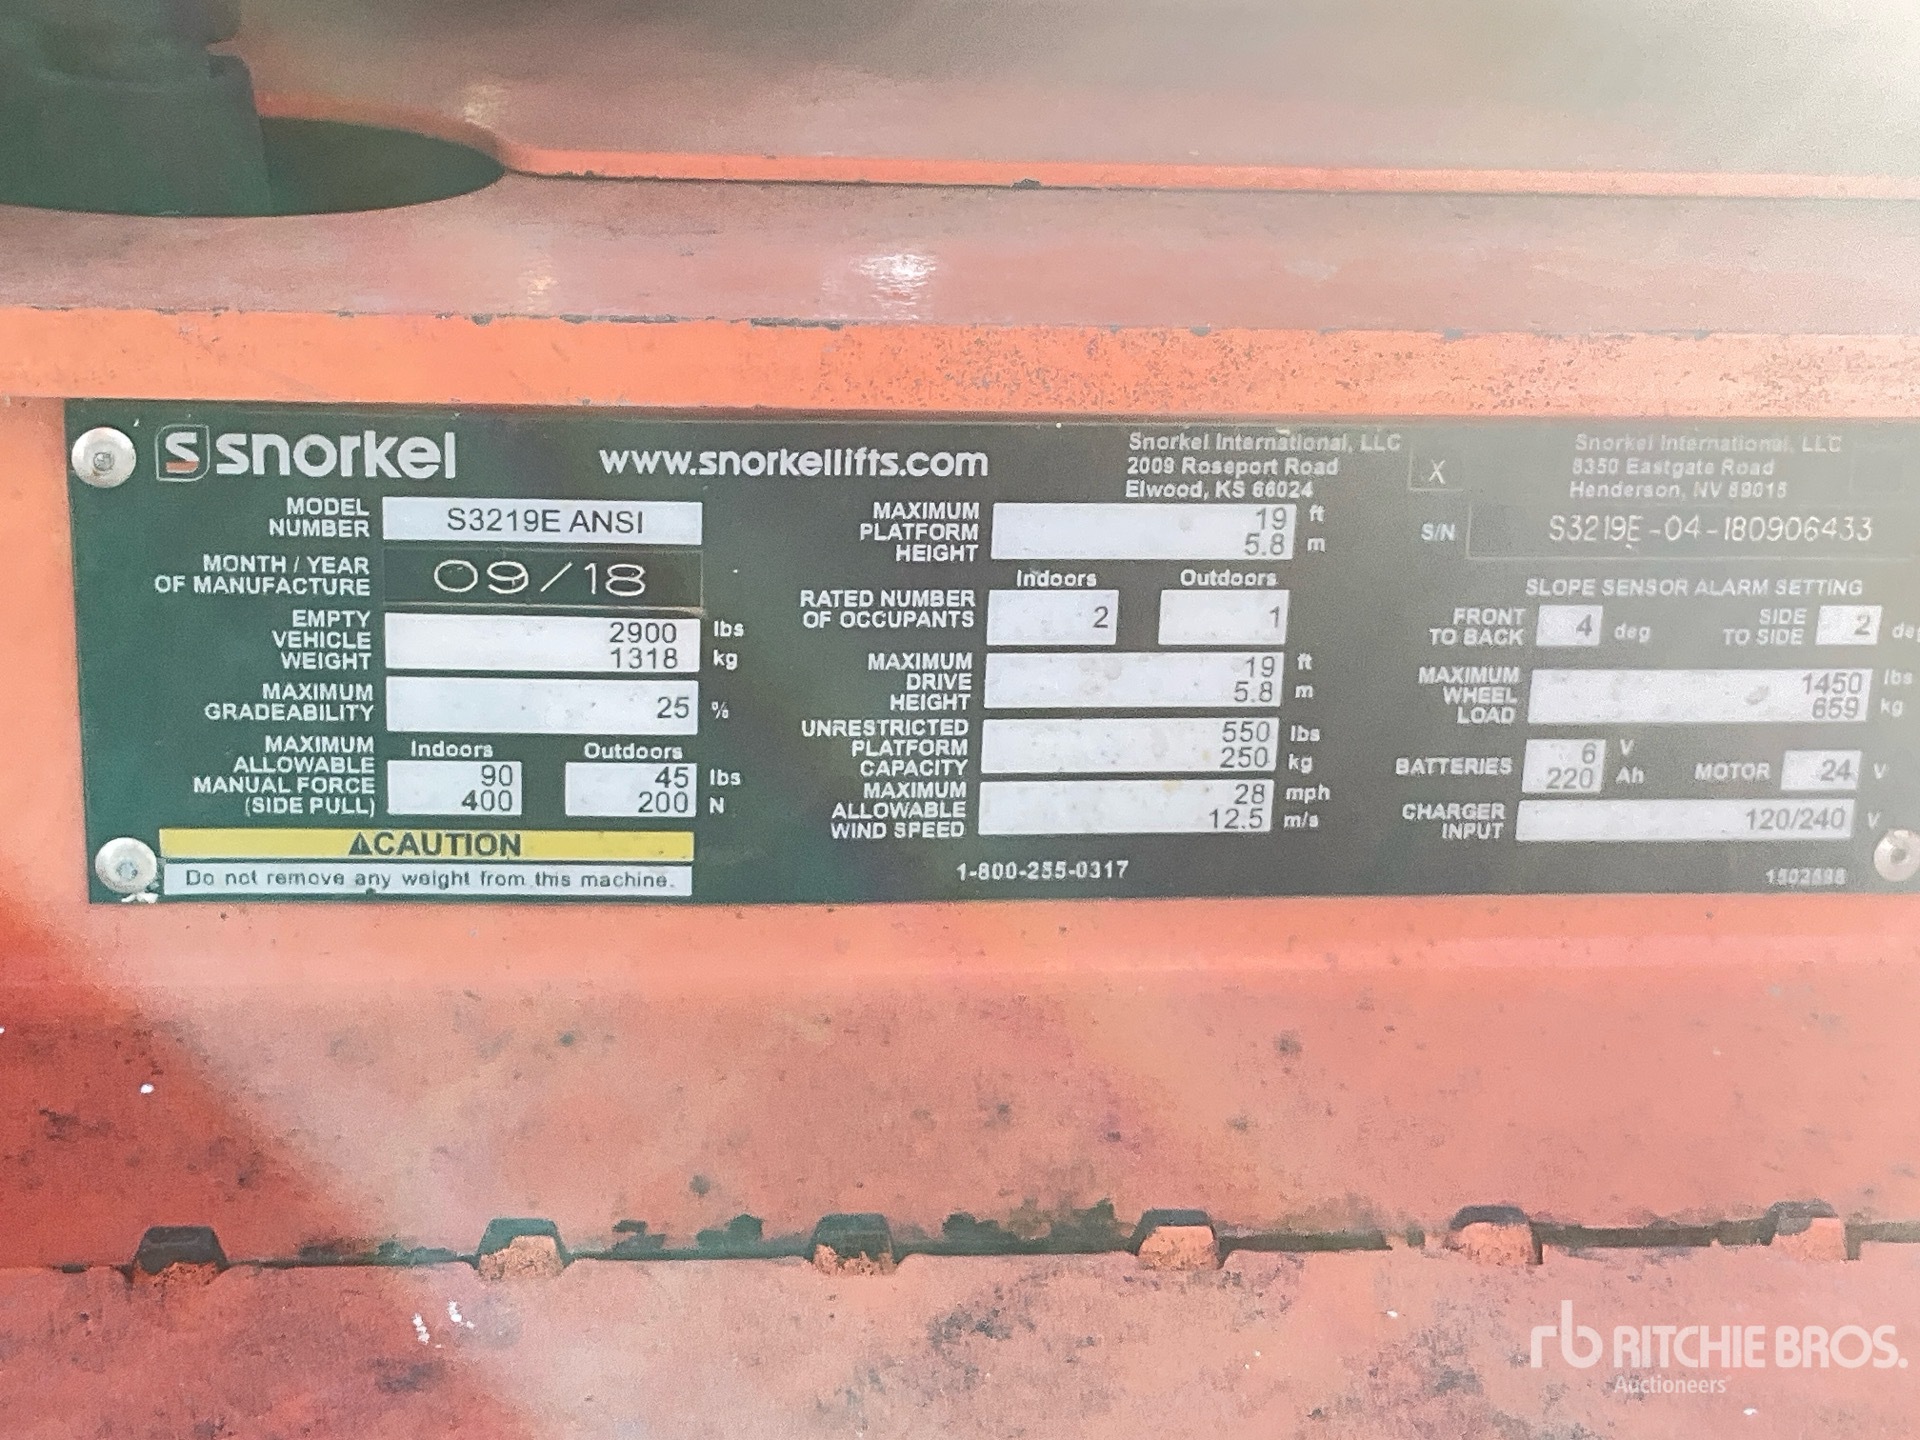 S snorkel
www.snorkellifts.com
Snorkel International, LLC
2009 Roseport Road
Elwood, KS 66024
X
Snorkel International, LLC
8350 Eastgate Road
Henderson, NV 89015
MODEL
NUMBER
S3219E ANSI
MONTH / YEAR
OF MANUFACTURE
09/18
EMPTY
VEHICLE
WEIGHT
2900 lbs
1318 kg
MAXIMUM
GRADEABILITY
25 %
MAXIMUM
ALLOWABLE
MANUAL FORCE
(SIDE PULL)
Indoors Outdoors
90 45 lbs
400 200 N
CAUTION
Do not remove any weight from this machine.
MAXIMUM
PLATFORM
HEIGHT
19 ft
5.8 m
RATED NUMBER
OF OCCUPANTS
Indoors Outdoors
2 1
MAXIMUM
DRIVE
HEIGHT
19 ft
5.8 m
UNRESTRICTED
PLATFORM
CAPACITY
550 lbs
250 kg
MAXIMUM
ALLOWABLE
WIND SPEED
28 mph
12.5 m/s
1-800-255-0317
S/N S3219E-04-180906433
SLOPE SENSOR ALARM SETTING
FRONT
TO BACK
4 deg
SIDE
TO SIDE
2 deg
MAXIMUM
WHEEL
LOAD
1450 lbs
659 kg
BATTERIES
6 V
220 Ah
MOTOR 24 V
CHARGER
INPUT
120/240 V
rb RITCHIE BROS.
Auctioneers